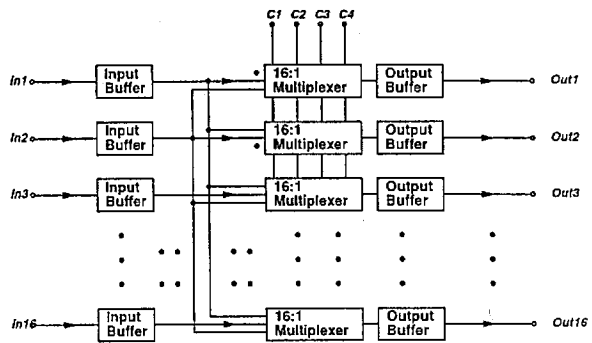 C1 C2 C3 C4
In1 Input Buffer 16:1 Multiplexer Output Buffer Out1
In2 Input Buffer 16:1 Multiplexer Output Buffer Out2
In3 Input Buffer 16:1 Multiplexer Output Buffer Out3
In16 Input Buffer 16:1 Multiplexer Output Buffer Out16